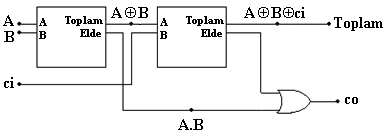 A⊕B
A⊕B⊕ci
A
B
A
B
Toplam
Elde
A
B
Toplam
Elde
Toplam
ci
co
A.B